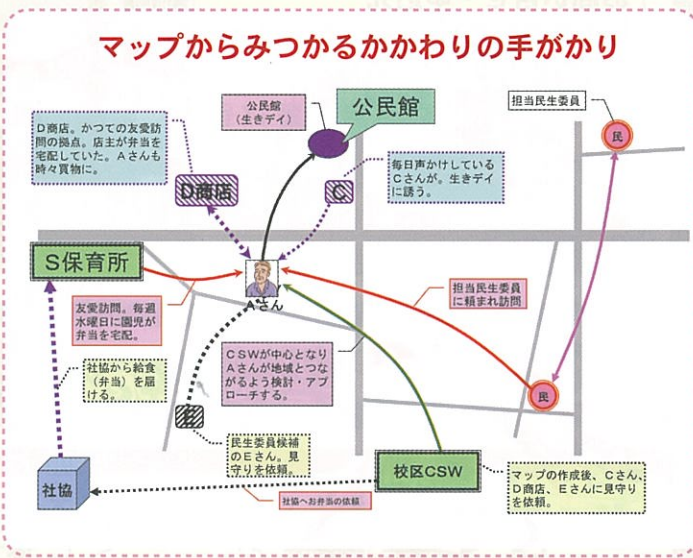 マップからみつかるかかわりの手がかり
公民館
(生きデイ)
公民館
担当民生委員
民
D商店。かつての友愛訪
問の拠点。店主が弁当を
宅配していた。Aさんも
時々買物に。
D商店
C
毎日声かけしている
Cさんが。生きデイ
に誘う。
S保育所
Aさん
友愛訪問。毎週
水曜日に園児が
弁当を宅配。
担当民生委員
に頼まれ訪問
CSWが中心となり
Aさんが地域とつな
がるよう検討・アプ
ローチする。
社協から給食
(弁当)を届
ける。
民
E
民生委員候補
のEさん。見
守りを依頼。
校区CSW
マップの作成後、Cさん、
D商店、Eさんに見守り
を依頼。
社協
社協へお弁当の依頼